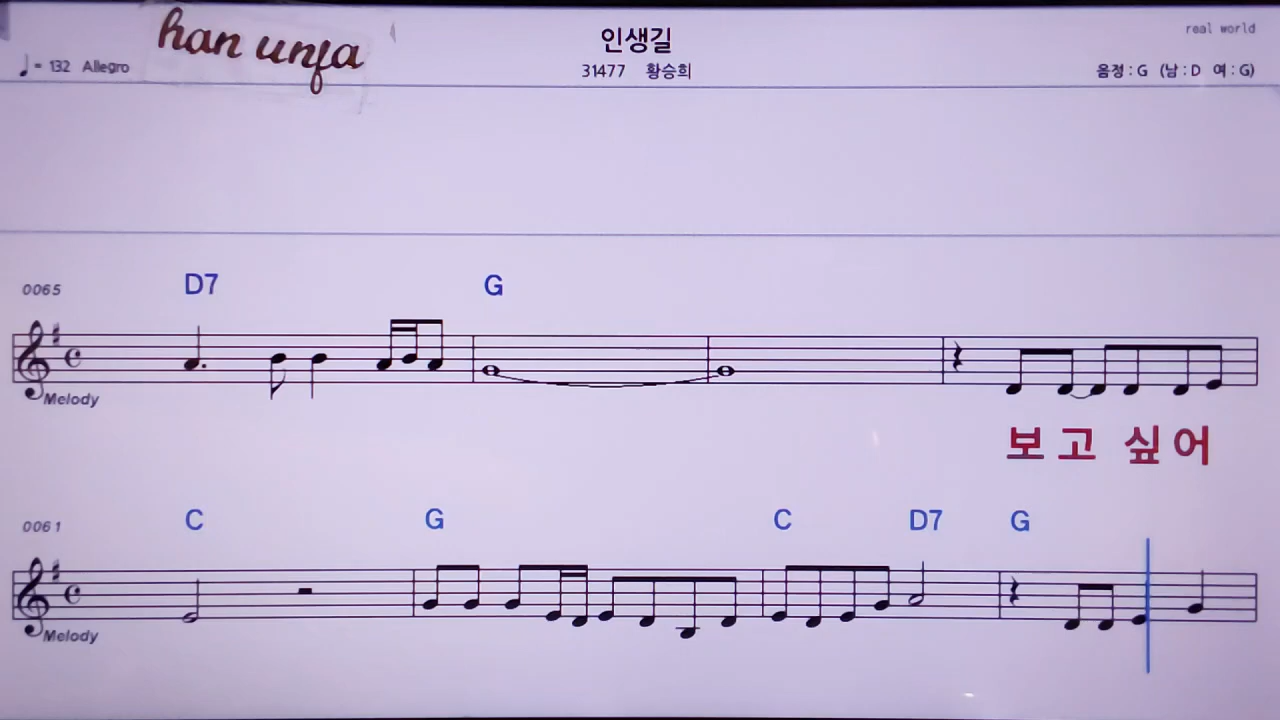 han unfa
인생길
real world
♩= 132 Allegro
31477 황승희
음정 : G (남 : D 여 : G)
D7 G
0065
Melody
보고 싶어
C G C D7 G
0061
Melody